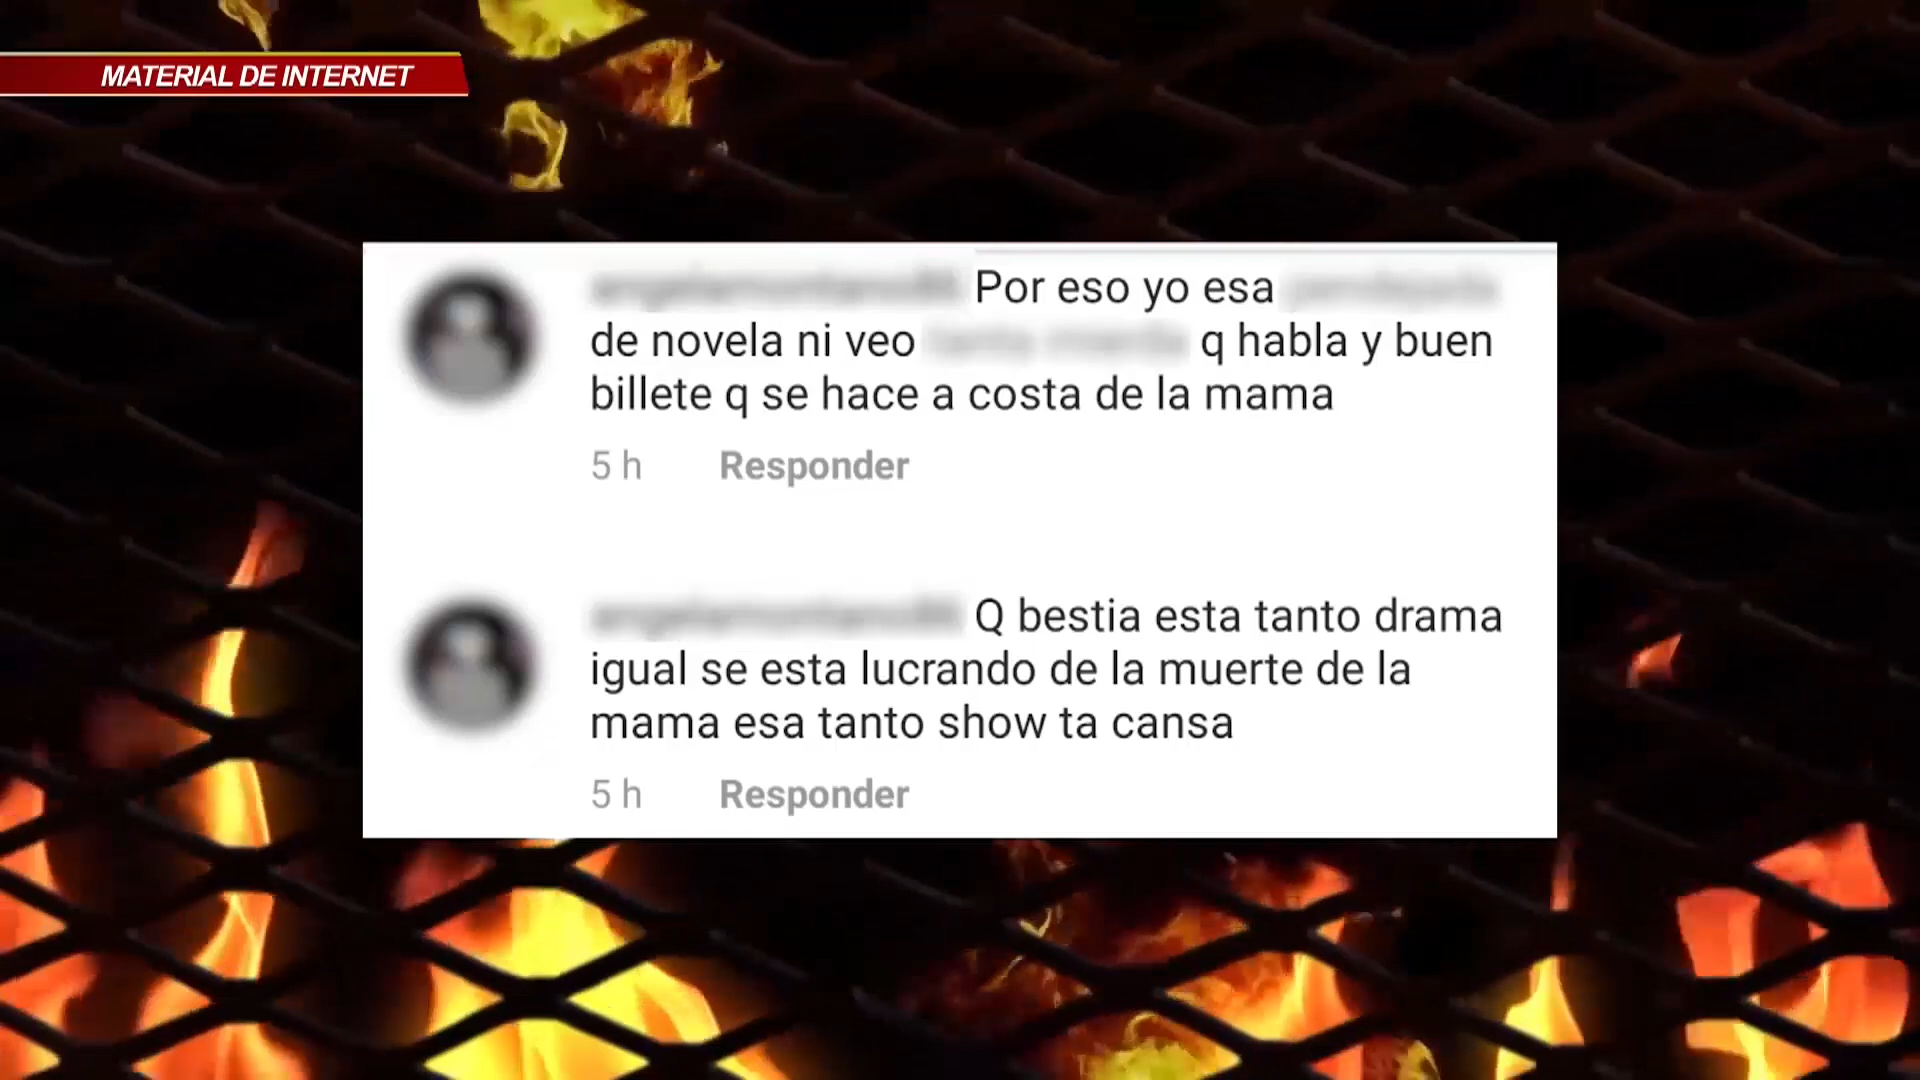 MATERIAL DE INTERNET
Por eso yo esa
de novela ni veo q habla y buen
billete q se hace a costa de la mama
5 h Responder
Q bestia esta tanto drama
igual se esta lucrando de la muerte de la
mama esa tanto show ta cansa
5 h Responder